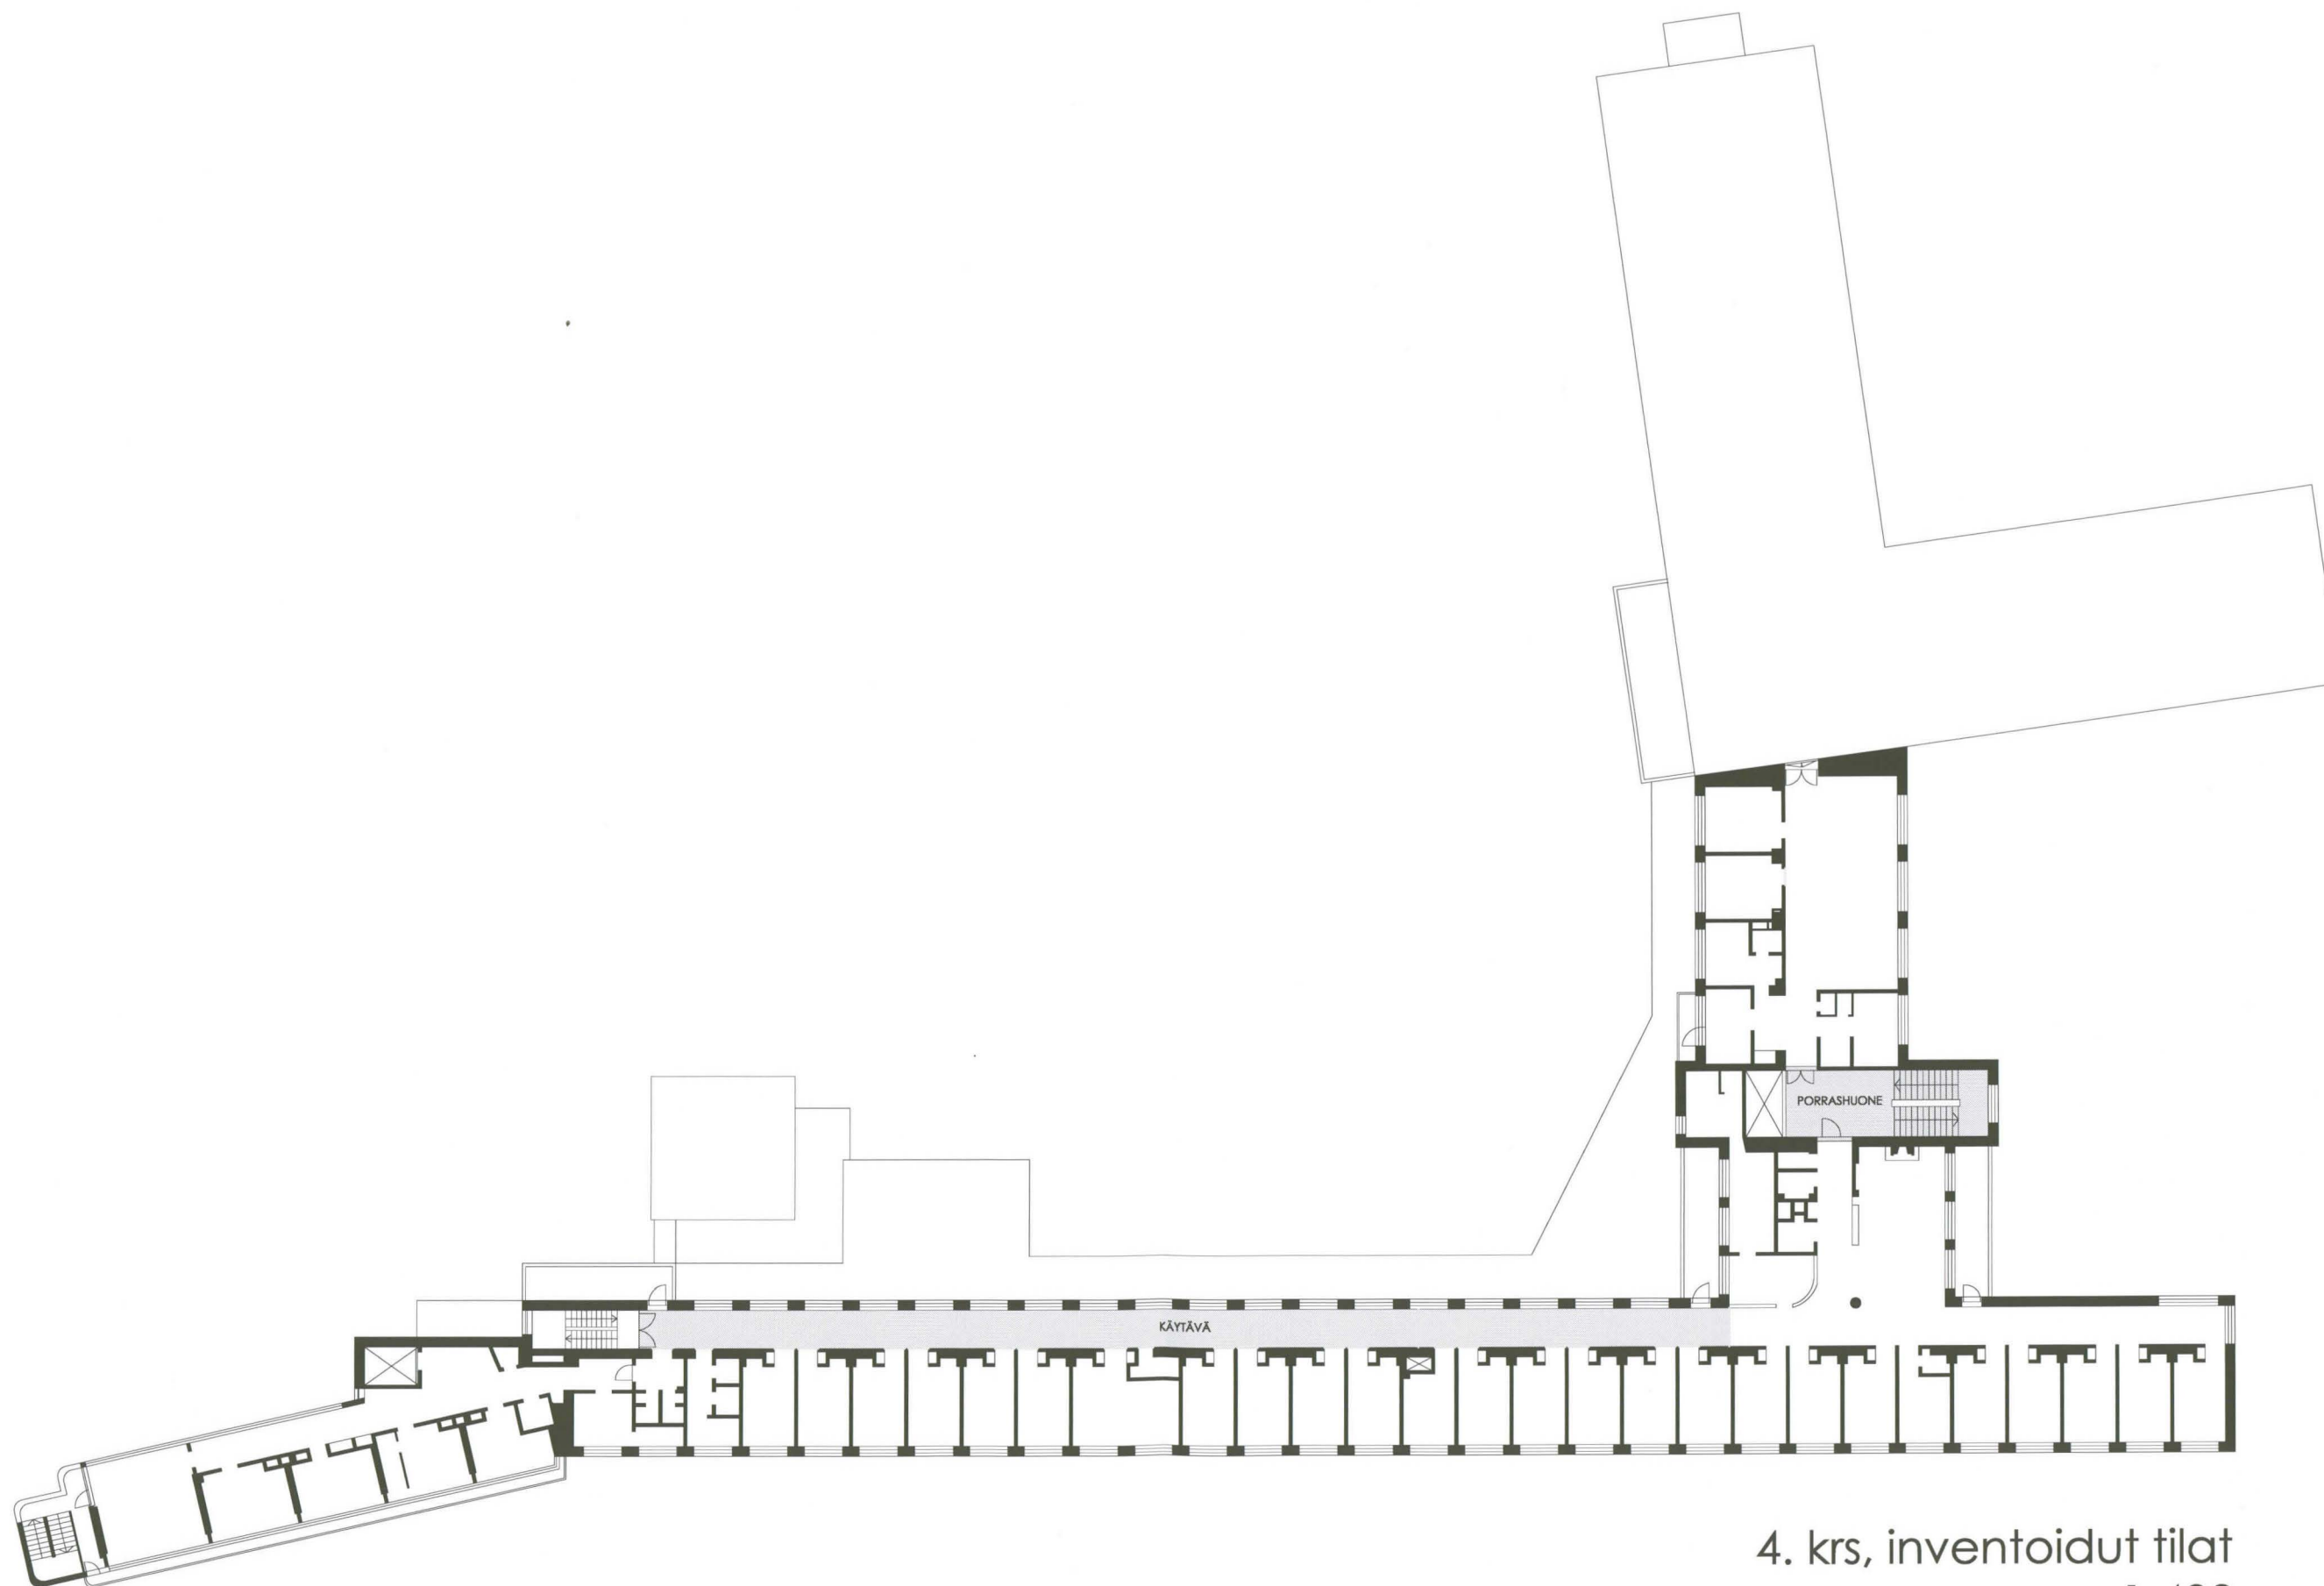 PORRASHUONE
KÄYTÄVÄ
4. krs, inventoidut tilat